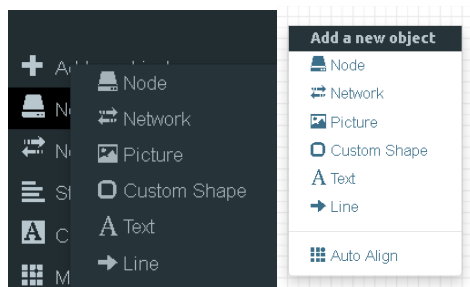 Node
Network
Picture
Custom Shape
Text
Line
Add a new object
Node
Network
Picture
Custom Shape
Text
Line
Auto Align